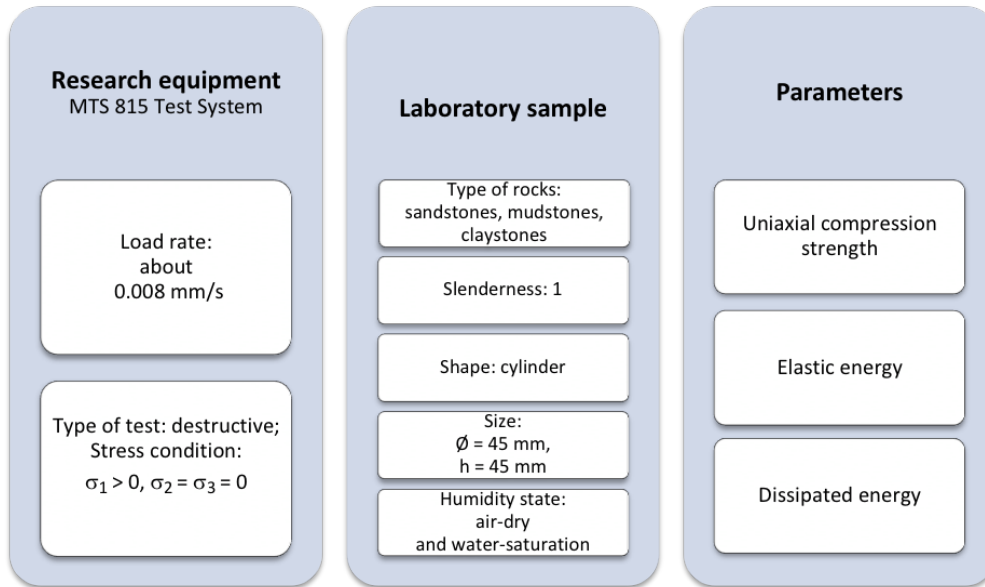 Research equipment
MTS 815 Test System
Load rate:
about
0.008 mm/s
Type of test: destructive;
Stress condition:
σ₁ > 0, σ₂ = σ₃ = 0
Laboratory sample
Type of rocks:
sandstones, mudstones,
claystones
Slenderness: 1
Shape: cylinder
Size:
Ø = 45 mm,
h = 45 mm
Humidity state:
air-dry
and water-saturation
Parameters
Uniaxial compression
strength
Elastic energy
Dissipated energy